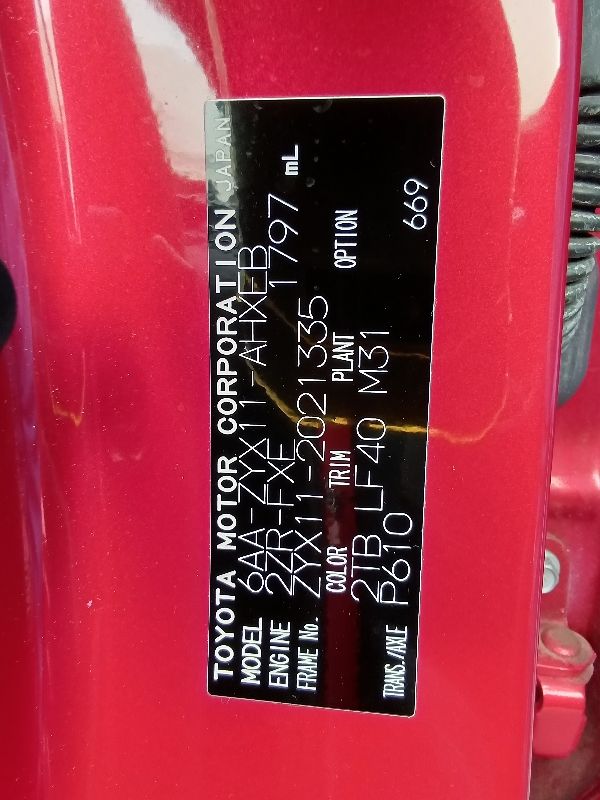 TOYOTA MOTOR CORPORATION JAPAN
MODEL 6AA-ZYX11-AHXEB
ENGINE 2ZR-FXE 1797 mL
FRAME No. ZYX11-2021335
COLOR TRIM PLANT OPTION
2TB LF40 M31
TRANS./AXLE P610 669